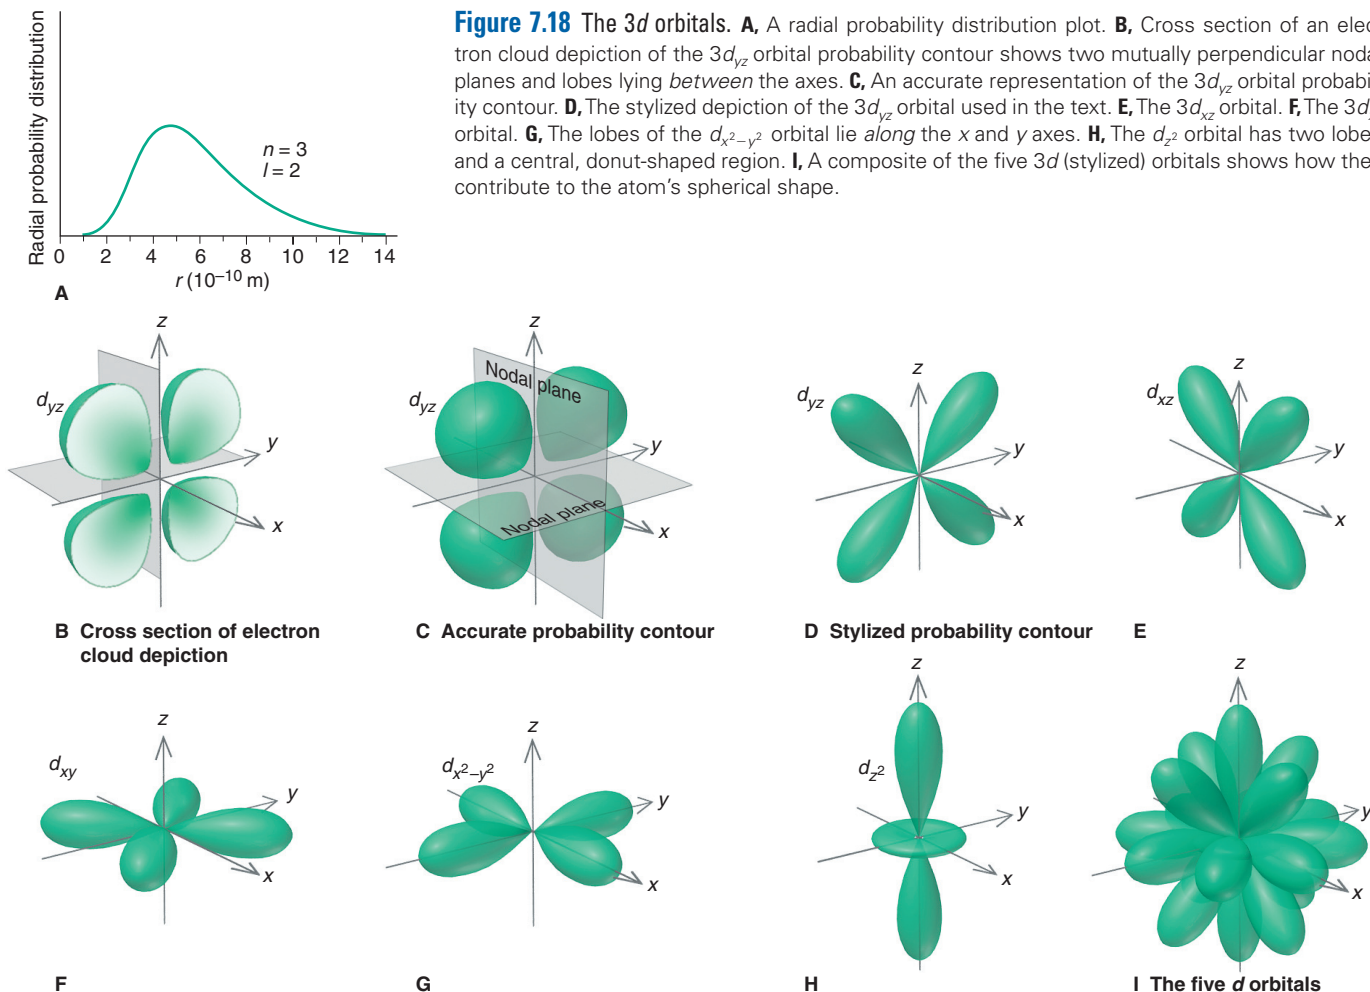 Figure 7.18 The 3d orbitals. A, A radial probability distribution plot. B, Cross section of an elec
tron cloud depiction of the 3dyz orbital probability contour shows two mutually perpendicular noda
planes and lobes lying between the axes. C, An accurate representation of the 3dyz orbital probabi
ity contour. D, The stylized depiction of the 3dyz orbital used in the text. E, The 3dxz orbital. F, The 3d
orbital. G, The lobes of the dx²–y² orbital lie along the x and y axes. H, The dz² orbital has two lobe
and a central, donut-shaped region. I, A composite of the five 3d (stylized) orbitals shows how the
contribute to the atom's spherical shape.
Radial probability distribution
n = 3
l = 2
0 2 4 6 8 10 12 14
r (10–10 m)
A
z
dyz
y
x
B Cross section of electron
cloud depiction
z
Nodal plane
dyz
y
Nodal plane
x
C Accurate probability contour
z
dyz
y
x
D Stylized probability contour
z
dxz
y
x
E
z
dxy
y
x
F
z
dx²–y²
y
x
G
z
dz²
y
x
H
z
y
x
I The five d orbitals